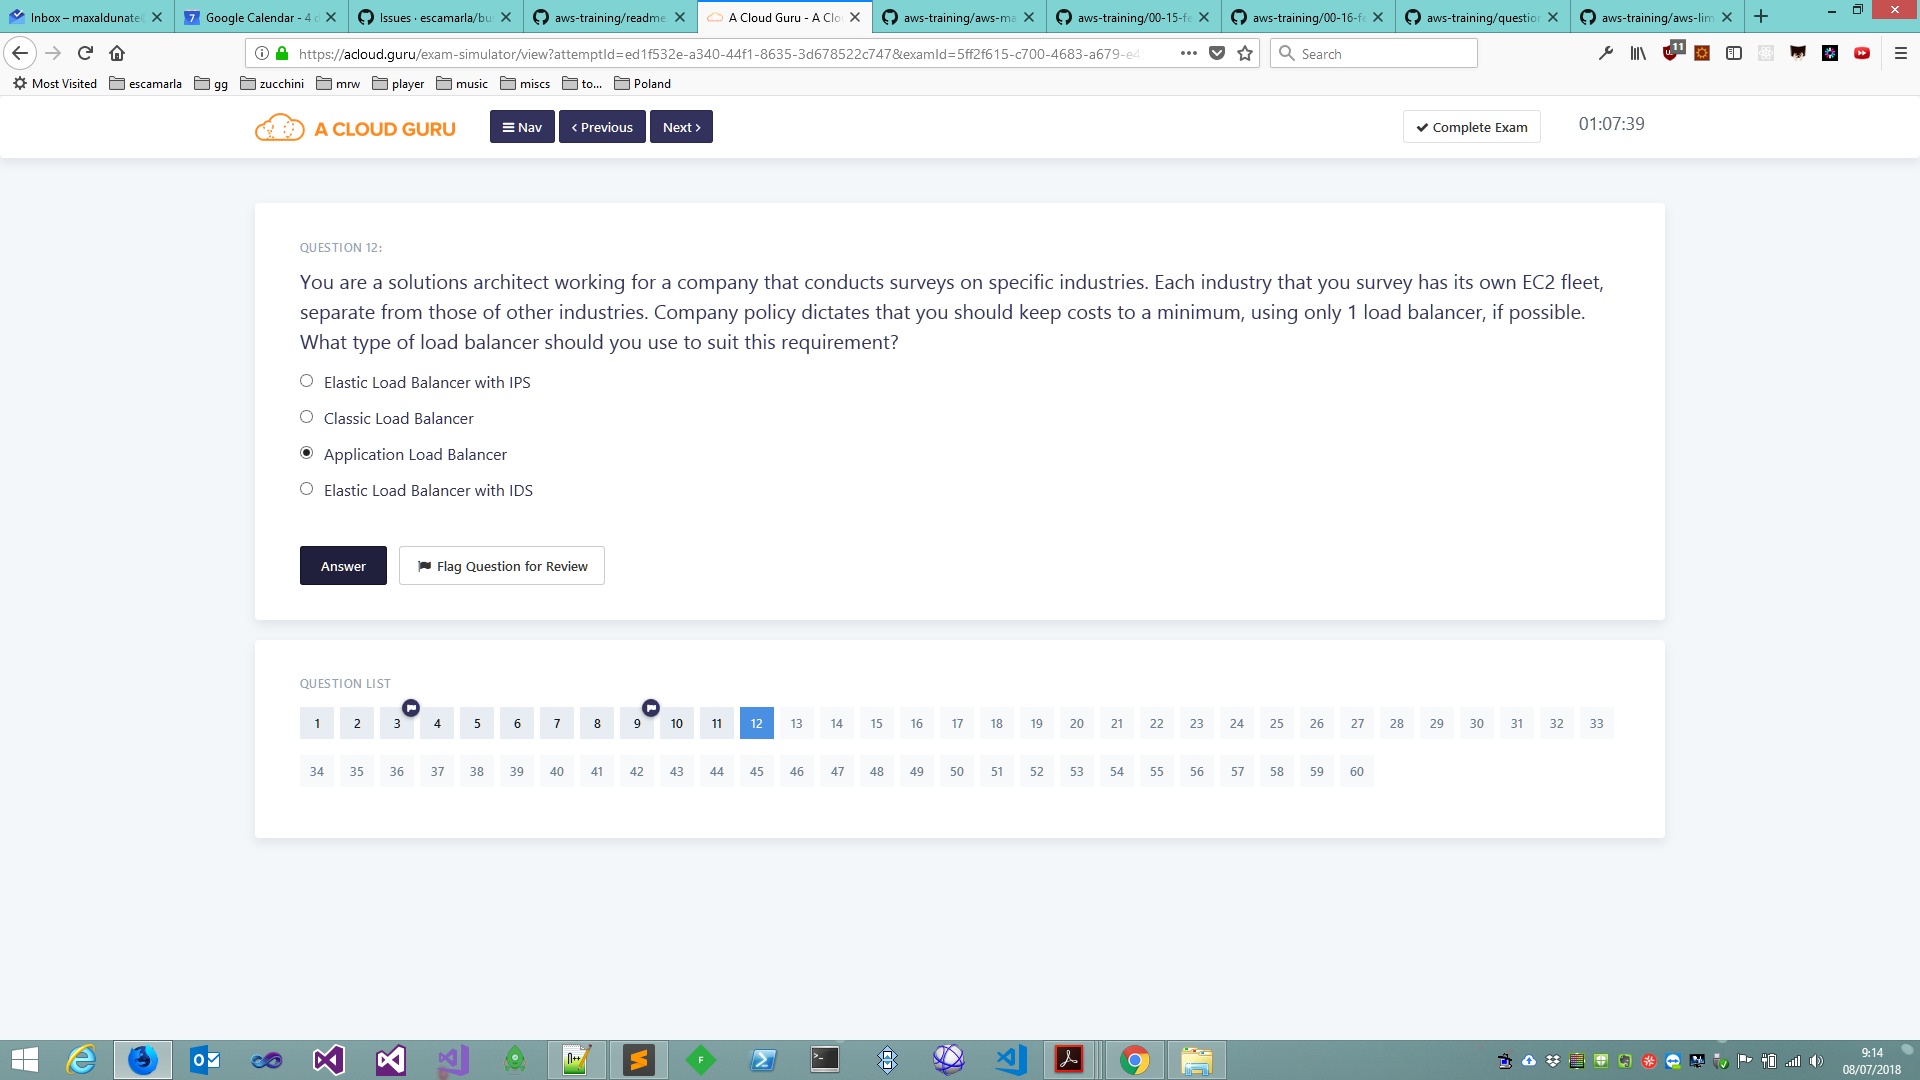 Inbox – maxaldunate
Google Calendar - 4
Issues · escamarla/bu
aws-training/readme.
A Cloud Guru - A Clo
aws-training/aws-ma
aws-training/00-15-fe
aws-training/00-16-fe
aws-training/question
aws-training/aws-lim
https://acloud.guru/exam-simulator/view?attemptId=ed1f532e-a340-44f1-8635-3d678522c747&examId=5ff2f615-c700-4683-a679-e4
Search
11
Most Visited
escamarla
gg
zucchini
mrw
player
music
miscs
to...
Poland
A CLOUD GURU
Nav
Previous
Next
Complete Exam
01:07:39
QUESTION 12:
You are a solutions architect working for a company that conducts surveys on specific industries. Each industry that you survey has its own EC2 fleet,
separate from those of other industries. Company policy dictates that you should keep costs to a minimum, using only 1 load balancer, if possible.
What type of load balancer should you use to suit this requirement?
Elastic Load Balancer with IPS
Classic Load Balancer
Application Load Balancer
Elastic Load Balancer with IDS
Answer
Flag Question for Review
QUESTION LIST
1 2 3 4 5 6 7 8 9 10 11 12 13 14 15 16 17 18 19 20 21 22 23 24 25 26 27 28 29 30 31 32 33
34 35 36 37 38 39 40 41 42 43 44 45 46 47 48 49 50 51 52 53 54 55 56 57 58 59 60
9:14
08/07/2018